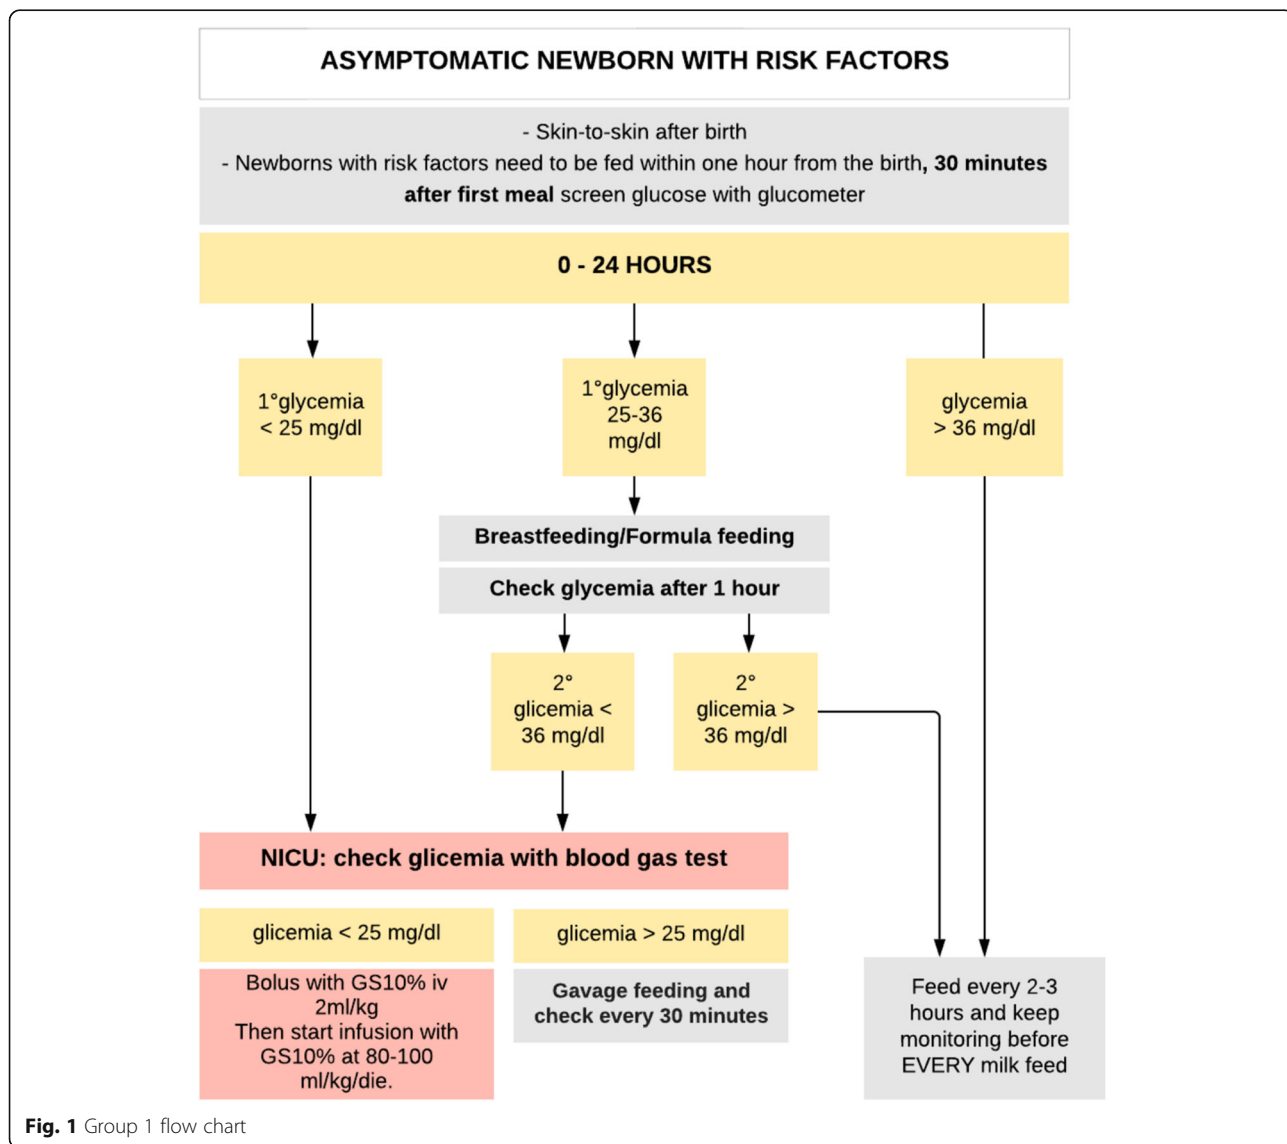 ASYMPTOMATIC NEWBORN WITH RISK FACTORS
- Skin-to-skin after birth
- Newborns with risk factors need to be fed within one hour from the birth, 30 minutes
after first meal screen glucose with glucometer
0 - 24 HOURS
1°glycemia
< 25 mg/dl
1°glycemia
25-36
mg/dl
glycemia
> 36 mg/dl
Breastfeeding/Formula feeding
Check glycemia after 1 hour
2°
glicemia <
36 mg/dl
2°
glicemia >
36 mg/dl
NICU: check glicemia with blood gas test
glicemia < 25 mg/dl
glicemia > 25 mg/dl
Bolus with GS10% iv
2ml/kg
Then start infusion with
GS10% at 80-100
ml/kg/die.
Gavage feeding and
check every 30 minutes
Feed every 2-3
hours and keep
monitoring before
EVERY milk feed
Fig. 1 Group 1 flow chart